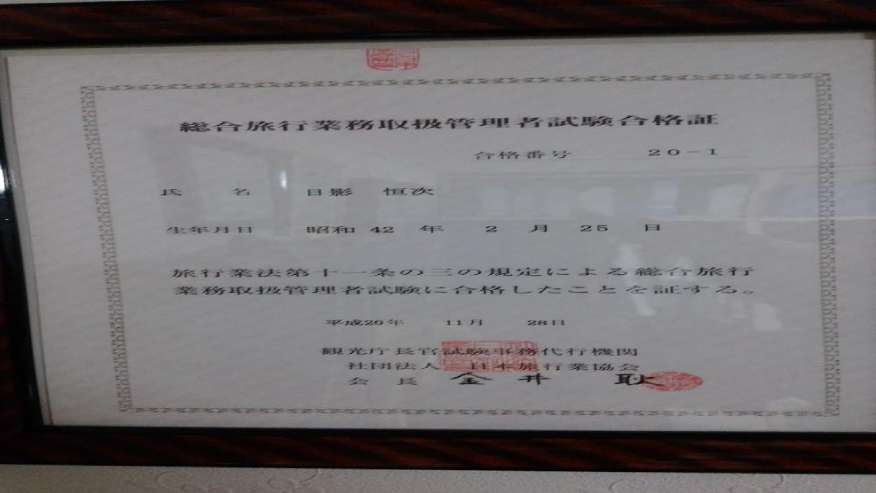 総合旅行業務取扱管理者試験合格証
合格番号 20-1
氏 名 日影 恒次
生年月日 昭和 42 年 2 月 25 日
旅行業法第十一条の三の規定による総合旅行
業務取扱管理者試験に合格したことを証する。
平成20年 11月 28日
観光庁長官試験事務代行機関
社団法人 日本旅行業協会
会 長 金 井 耿